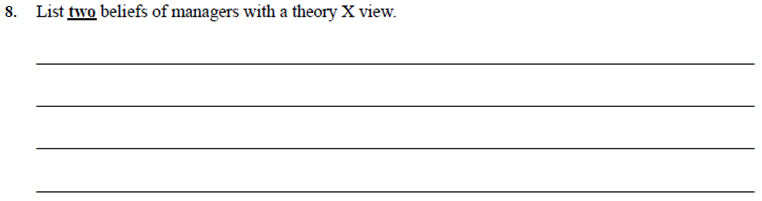 8. List two beliefs of managers with a theory X view.